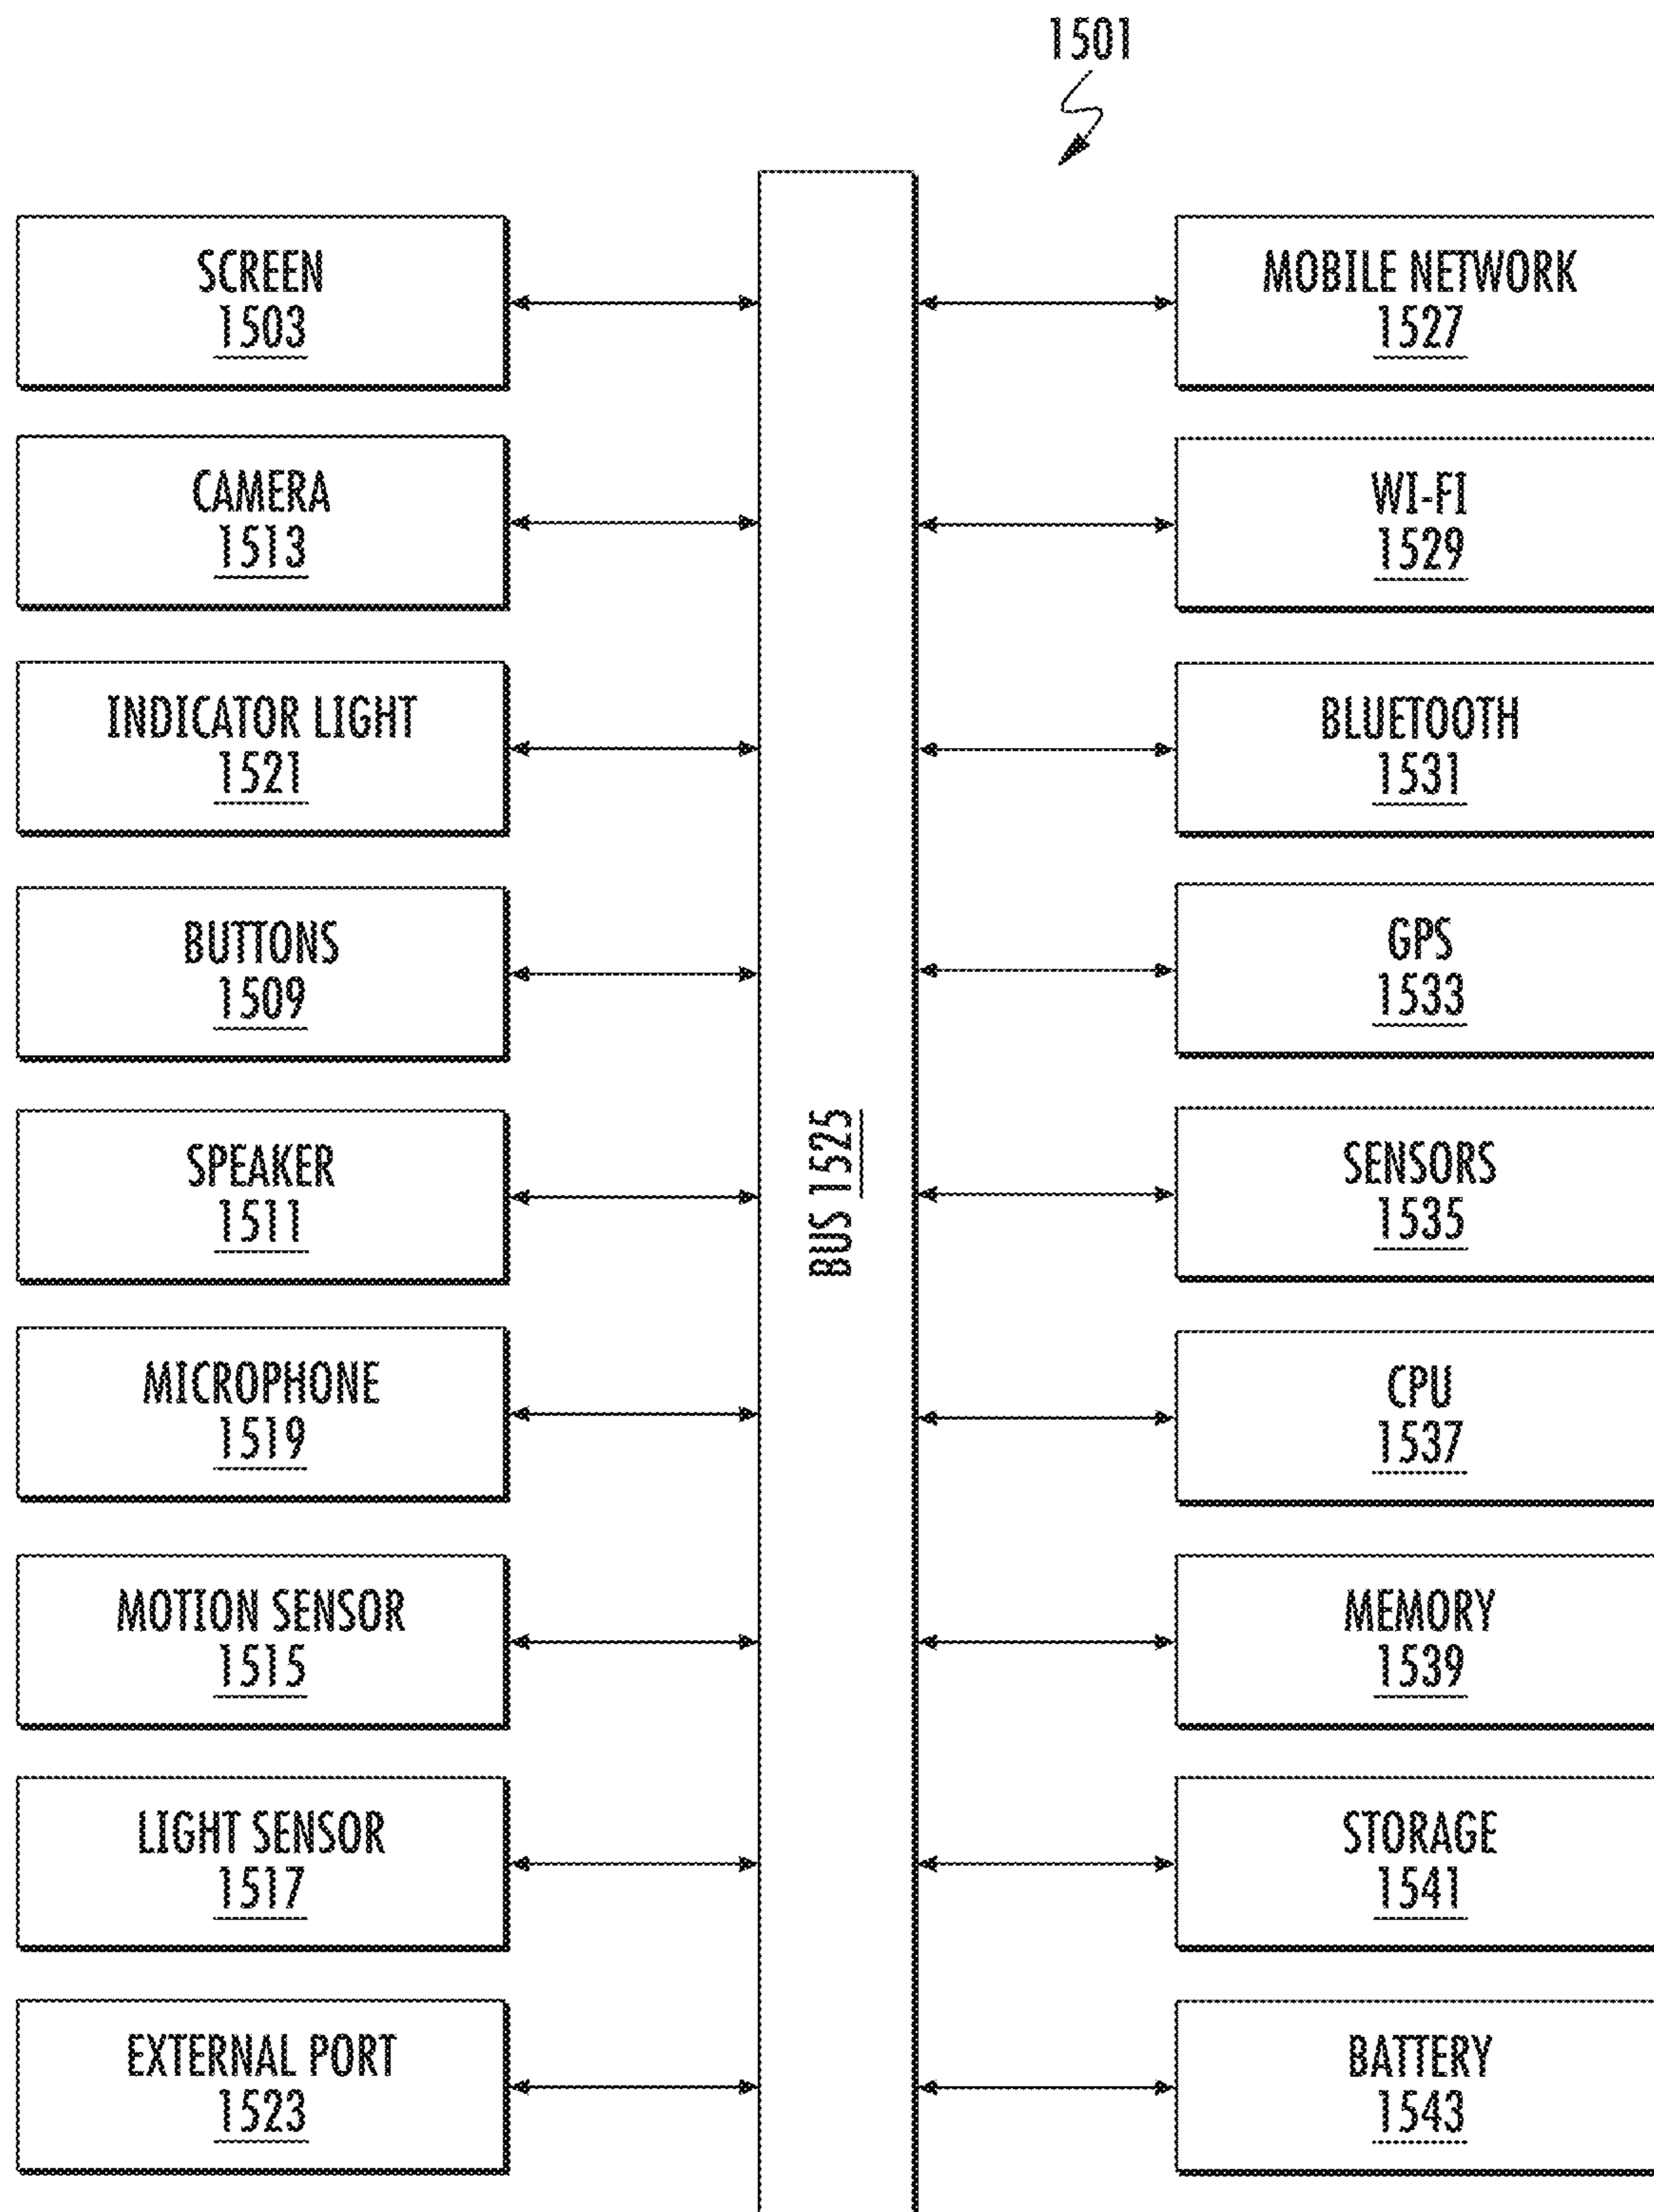 1501
SCREEN
1503
CAMERA
1513
INDICATOR LIGHT
1521
BUTTONS
1509
SPEAKER
1511
MICROPHONE
1519
MOTION SENSOR
1515
LIGHT SENSOR
1517
EXTERNAL PORT
1523
BUS 1525
MOBILE NETWORK
1527
WI-FI
1529
BLUETOOTH
1531
GPS
1533
SENSORS
1535
CPU
1537
MEMORY
1539
STORAGE
1541
BATTERY
1543